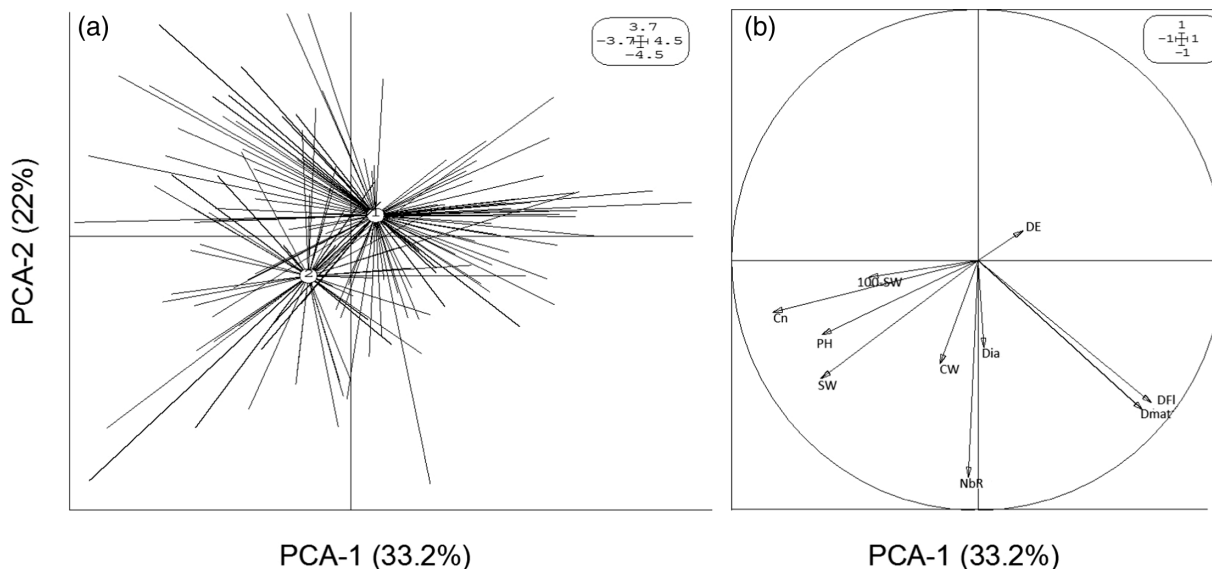 (a)
3.7
-3.7 4.5
-4.5
1
2
PCA-2 (22%)
PCA-1 (33.2%)
(b)
1
-1 1
-1
DE
100-SW
Cn
PH
SW
CW
Dia
DFl
Dmat
NbR
PCA-1 (33.2%)